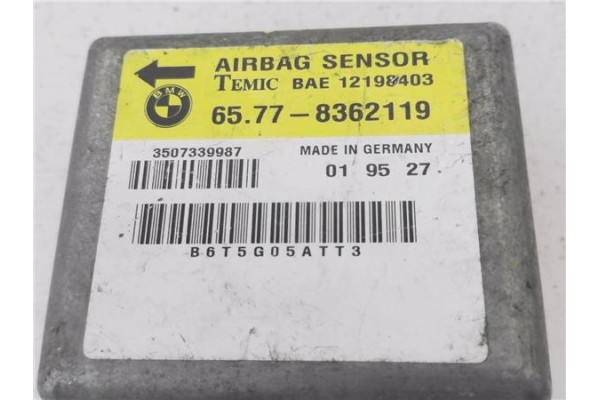 AIRBAG SENSOR
BMW
TEMIC BAE 12198403
65.77-8362119
3507339987
MADE IN GERMANY
01 95 27
B6T5G05ATT3